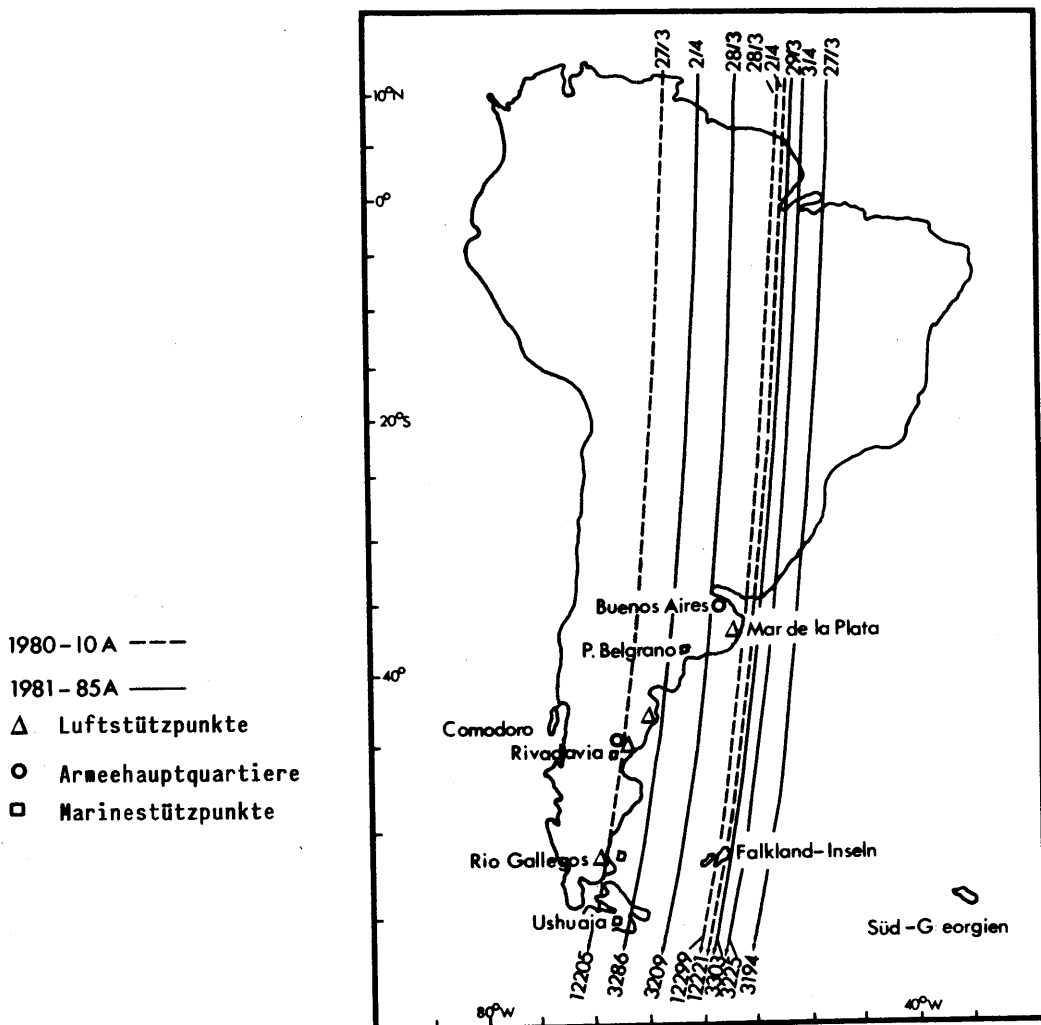 27/3
2/4
28/3
28/3
2/4
29/3
3/4
27/3
10°N
0°
20°S
Buenos Aires
Mar de la Plata
P. Belgrano
1980-10A
40°
1981-85A
Luftstützpunkte
Comodoro
Rivadavia
Armeehauptquartiere
Marinestützpunkte
Rio Gallegos
Falkland-Inseln
Ushuaja
Süd-Georgien
12205
3286
3209
12299
12221
3303
3225
3194
80°W
40°W